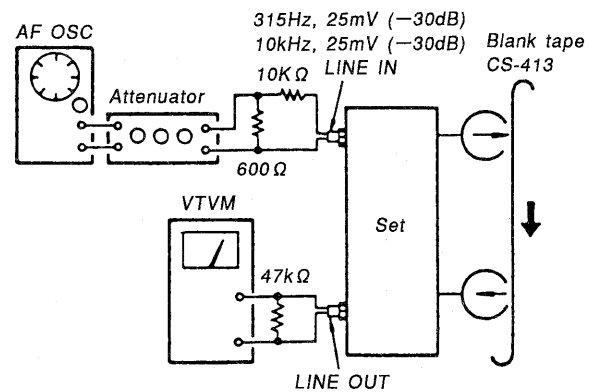 315Hz, 25mV (−30dB)
10kHz, 25mV (−30dB)
AF OSC
Blank tape
CS-413
10KΩ
LINE IN
Attenuator
600Ω
Set
VTVM
47kΩ
LINE OUT